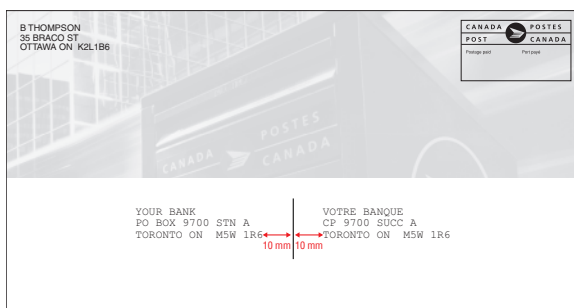 B THOMPSON
35 BRACO ST
OTTAWA ON K2L1B6
CANADA POSTES
POST CANADA
Postage paid Port payé
POSTES
CANADA CANADA
YOUR BANK
PO BOX 9700 STN A
TORONTO ON M5W 1R6
10 mm
VOTRE BANQUE
CP 9700 SUCC A
TORONTO ON M5W 1R6
10 mm